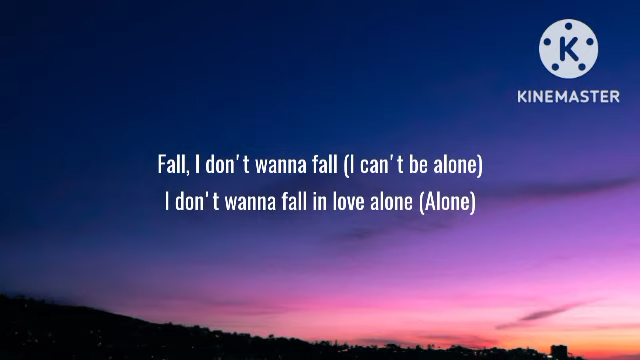 KINEMASTER
Fall, I don't wanna fall (I can't be alone)
I don't wanna fall in love alone (Alone)